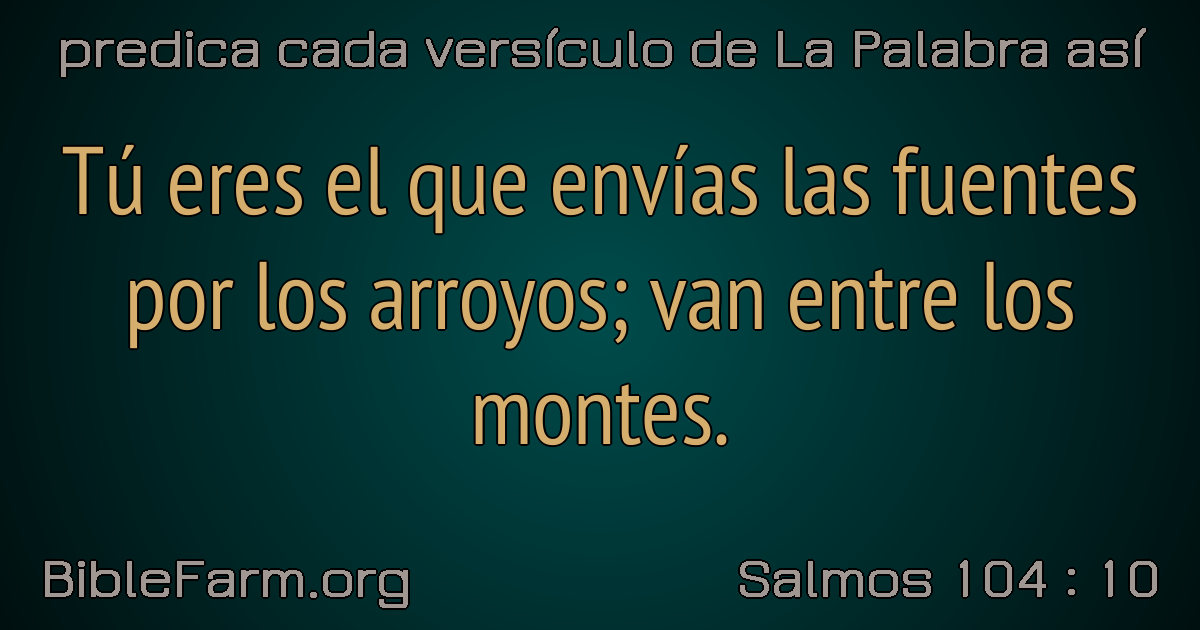 predica cada versículo de La Palabra así
Tú eres el que envías las fuentes
por los arroyos; van entre los
montes.
BibleFarm.org
Salmos 104 : 10